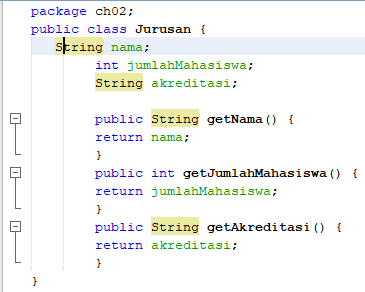 package ch02;
public class Jurusan {
String nama;
int jumlahMahasiswa;
String akreditasi;
public String getNama() {
return nama;
}
public int getJumlahMahasiswa() {
return jumlahMahasiswa;
}
public String getAkreditasi() {
return akreditasi;
}
}